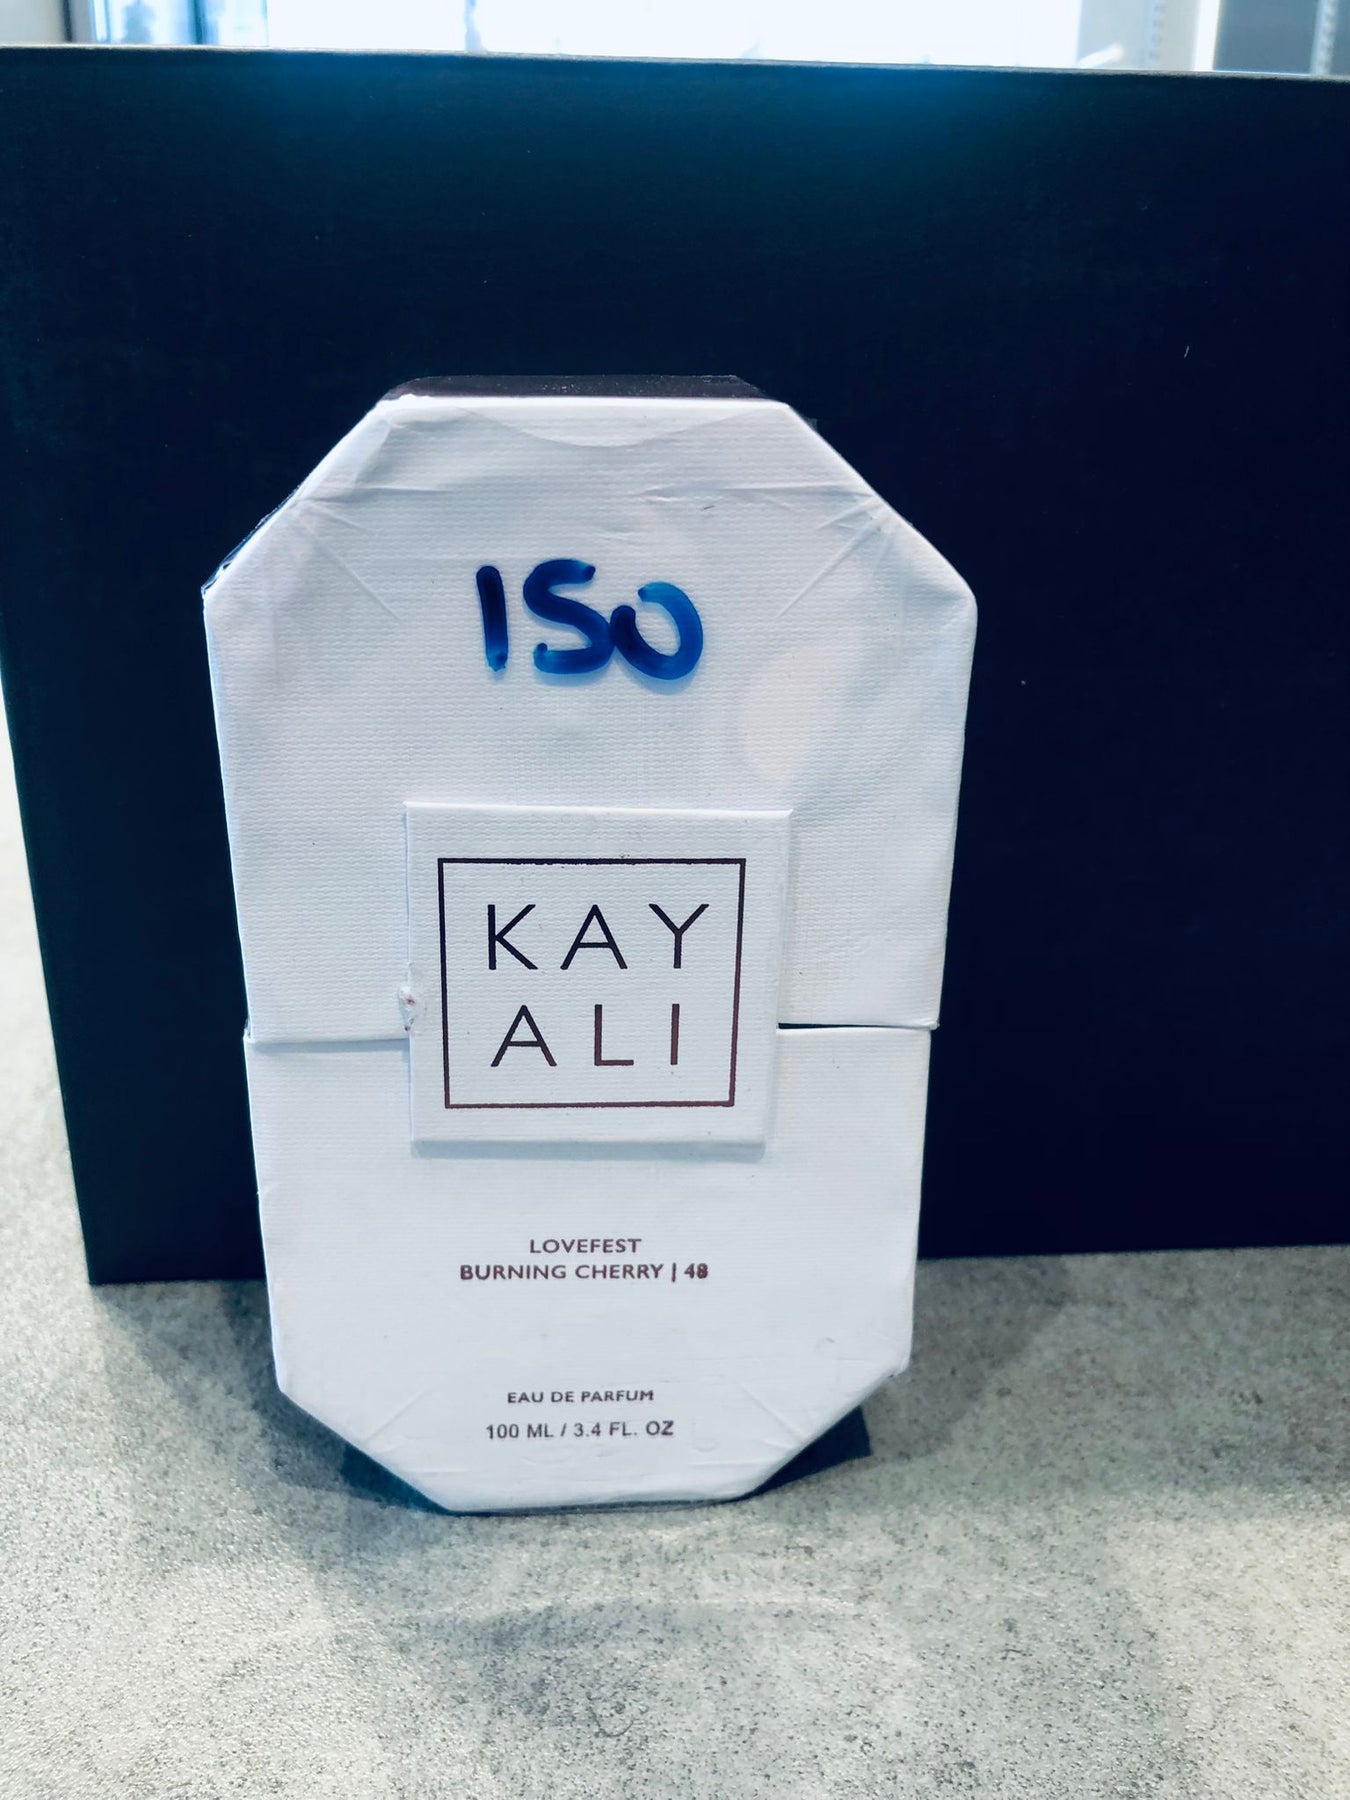 150
KAY
ALI
LOVEFEST
BURNING CHERRY | 48
EAU DE PARFUM
100 ML / 3.4 FL. OZ